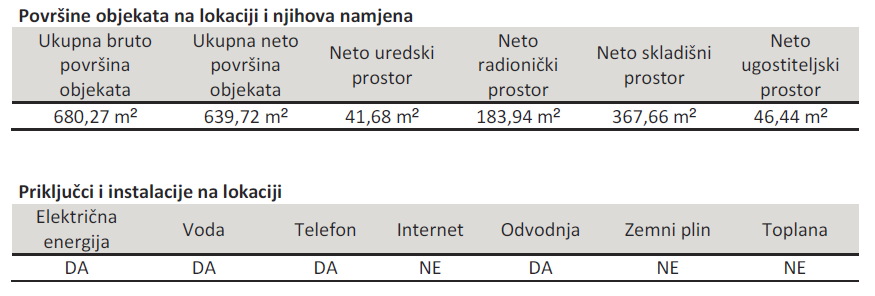 Površine objekata na lokaciji i njihova namjena
Ukupna bruto površina objekata Ukupna neto površina objekata Neto uredski prostor Neto radionički prostor Neto skladišni prostor Neto ugostiteljski prostor
680,27 m² 639,72 m² 41,68 m² 183,94 m² 367,66 m² 46,44 m²
Priključci i instalacije na lokaciji
Električna energija Voda Telefon Internet Odvodnja Zemni plin Toplana
DA DA DA NE DA NE NE